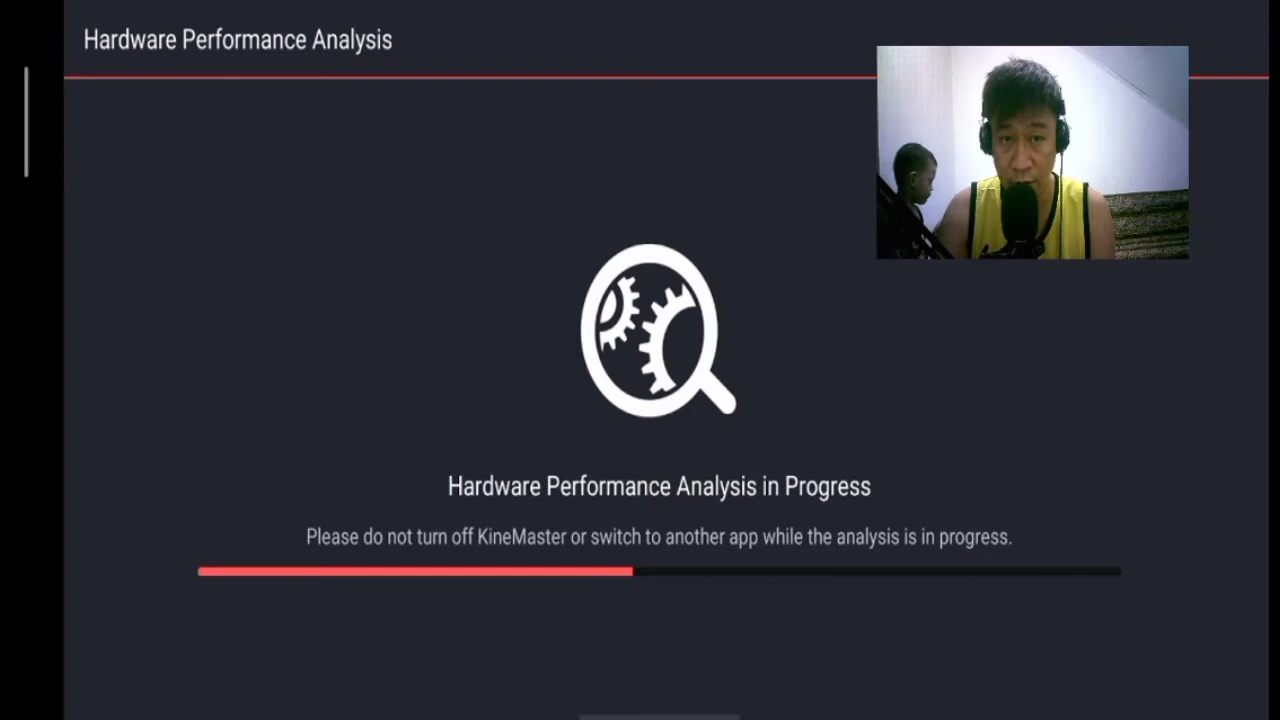 Hardware Performance Analysis
Hardware Performance Analysis in Progress
Please do not turn off KineMaster or switch to another app while the analysis is in progress.